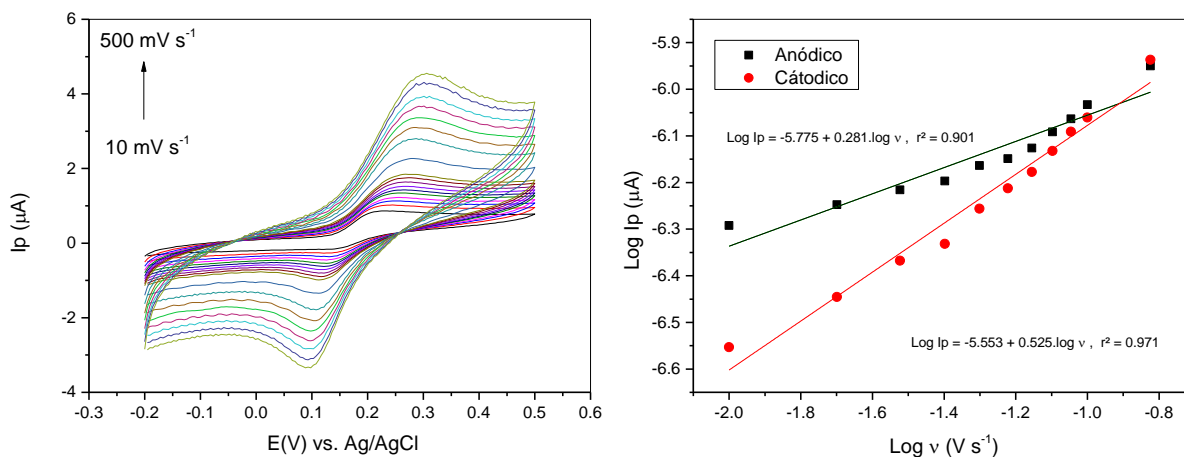 500 mV s⁻¹
10 mV s⁻¹
Ip (μA)
6
4
2
0
-2
-4
-0.3 -0.2 -0.1 0.0 0.1 0.2 0.3 0.4 0.5 0.6
E(V) vs. Ag/AgCl
Anódico
Cátodico
Log Ip = -5.775 + 0.281.log ν , r² = 0.901
Log Ip = -5.553 + 0.525.log ν , r² = 0.971
Log Ip (μA)
-5.9
-6.0
-6.1
-6.2
-6.3
-6.4
-6.5
-6.6
-2.0 -1.8 -1.6 -1.4 -1.2 -1.0 -0.8
Log ν (V s⁻¹)